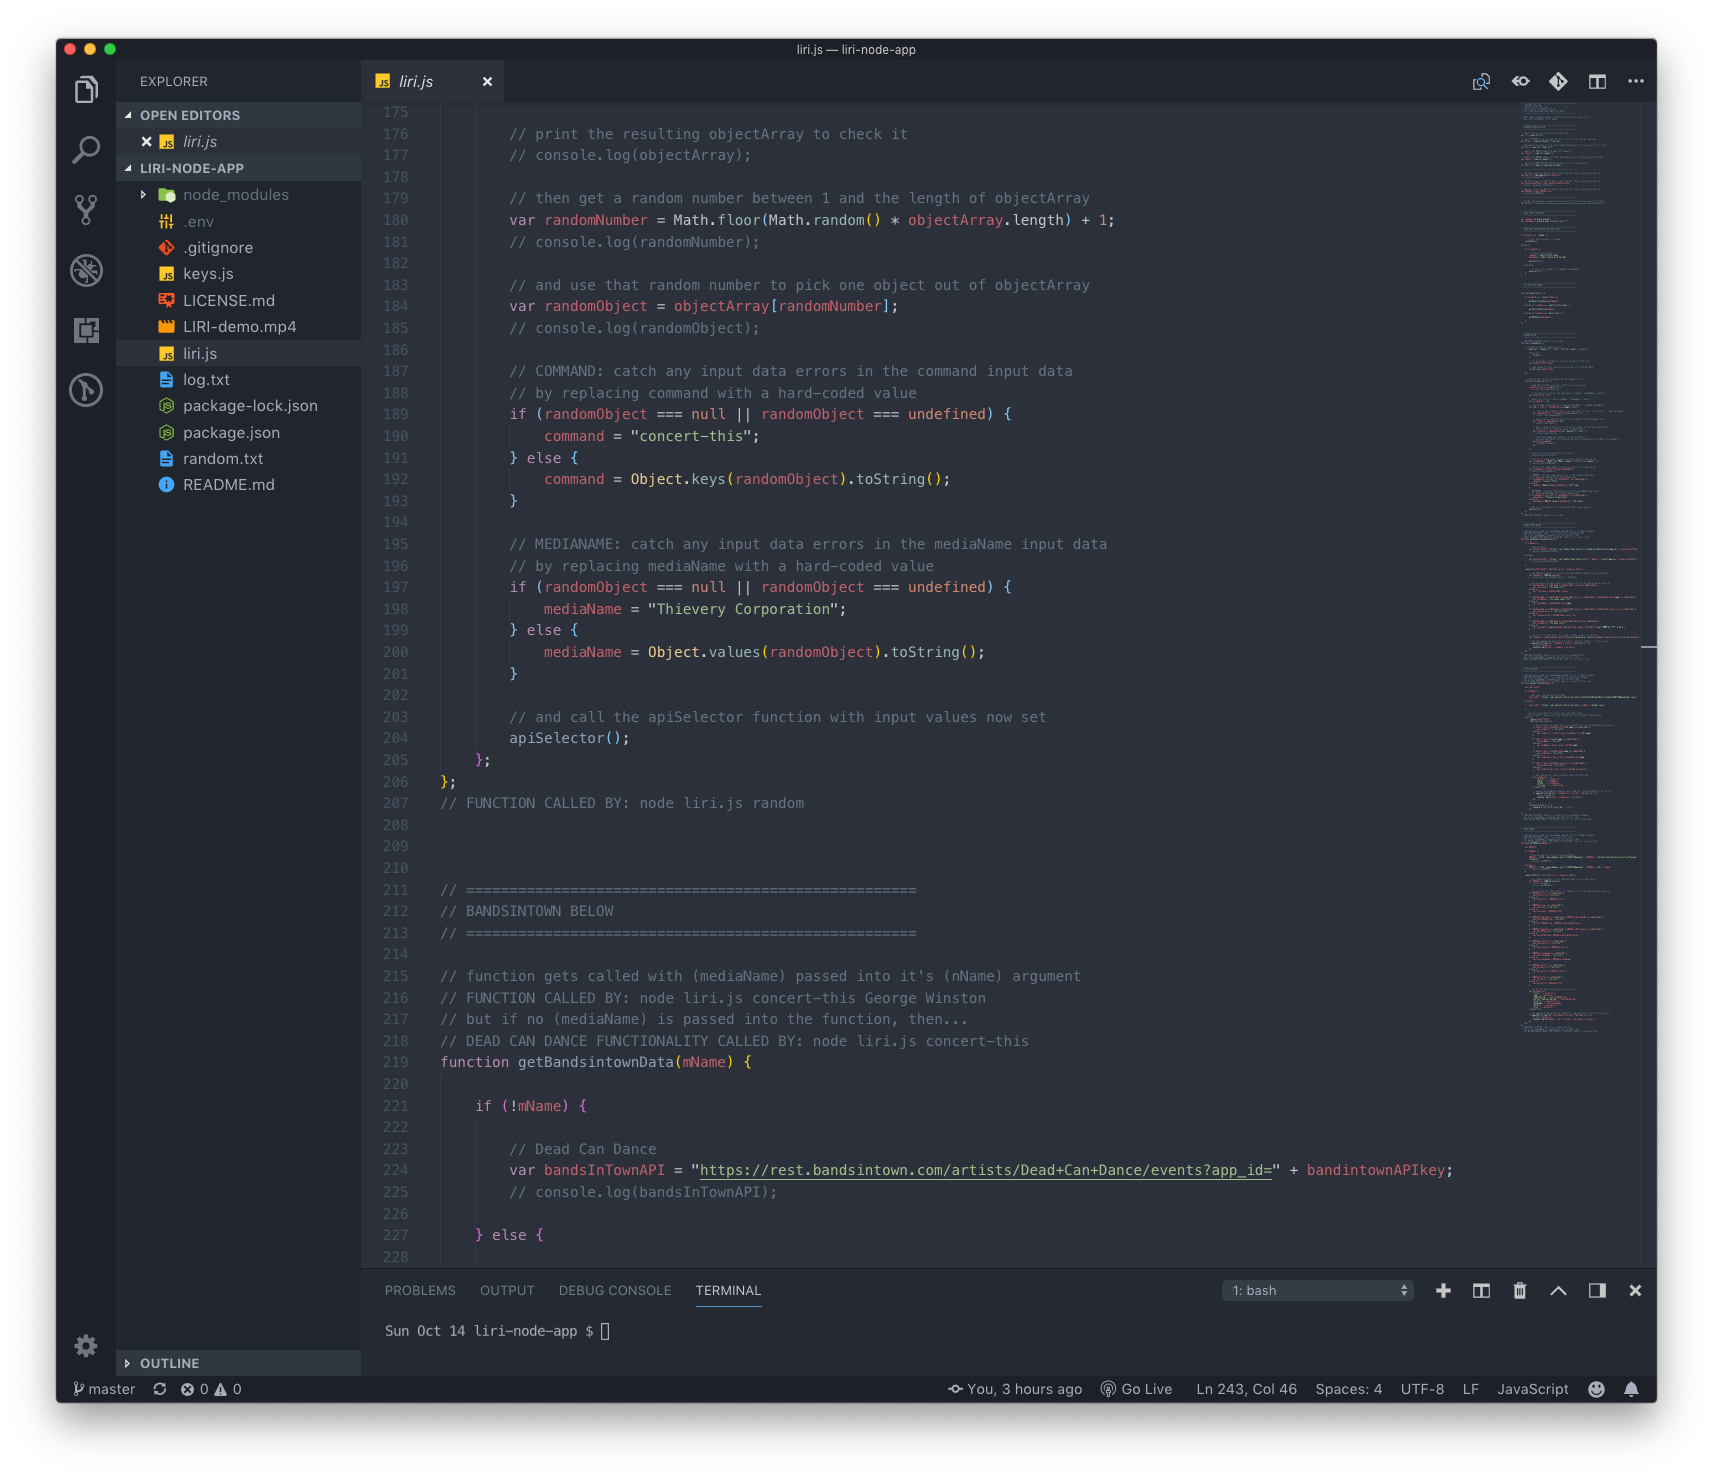 liri.js — liri-node-app
EXPLORER
OPEN EDITORS
liri.js
LIRI-NODE-APP
node_modules
.env
.gitignore
keys.js
LICENSE.md
LIRI-demo.mp4
liri.js
log.txt
package-lock.json
package.json
random.txt
README.md
OUTLINE
liri.js
175
176 // print the resulting objectArray to check it
177 // console.log(objectArray);
178
179 // then get a random number between 1 and the length of objectArray
180 var randomNumber = Math.floor(Math.random() * objectArray.length) + 1;
181 // console.log(randomNumber);
182
183 // and use that random number to pick one object out of objectArray
184 var randomObject = objectArray[randomNumber];
185 // console.log(randomObject);
186
187 // COMMAND: catch any input data errors in the command input data
188 // by replacing command with a hard-coded value
189 if (randomObject === null || randomObject === undefined) {
190 command = "concert-this";
191 } else {
192 command = Object.keys(randomObject).toString();
193 }
194
195 // MEDIANAME: catch any input data errors in the mediaName input data
196 // by replacing mediaName with a hard-coded value
197 if (randomObject === null || randomObject === undefined) {
198 mediaName = "Thievery Corporation";
199 } else {
200 mediaName = Object.values(randomObject).toString();
201 }
202
203 // and call the apiSelector function with input values now set
204 apiSelector();
205 };
206 };
207 // FUNCTION CALLED BY: node liri.js random
208
209
210
211 // ====================================================
212 // BANDSINTOWN BELOW
213 // ====================================================
214
215 // function gets called with (mediaName) passed into it's (nName) argument
216 // FUNCTION CALLED BY: node liri.js concert-this George Winston
217 // but if no (mediaName) is passed into the function, then...
218 // DEAD CAN DANCE FUNCTIONALITY CALLED BY: node liri.js concert-this
219 function getBandsintownData(mName) {
220
221 if (!mName) {
222
223 // Dead Can Dance
224 var bandsInTownAPI = "https://rest.bandsintown.com/artists/Dead+Can+Dance/events?app_id=" + bandintownAPIkey;
225 // console.log(bandsInTownAPI);
226
227 } else {
228
PROBLEMS OUTPUT DEBUG CONSOLE TERMINAL 1: bash
Sun Oct 14 liri-node-app $
master 0 0 You, 3 hours ago Go Live Ln 243, Col 46 Spaces: 4 UTF-8 LF JavaScript